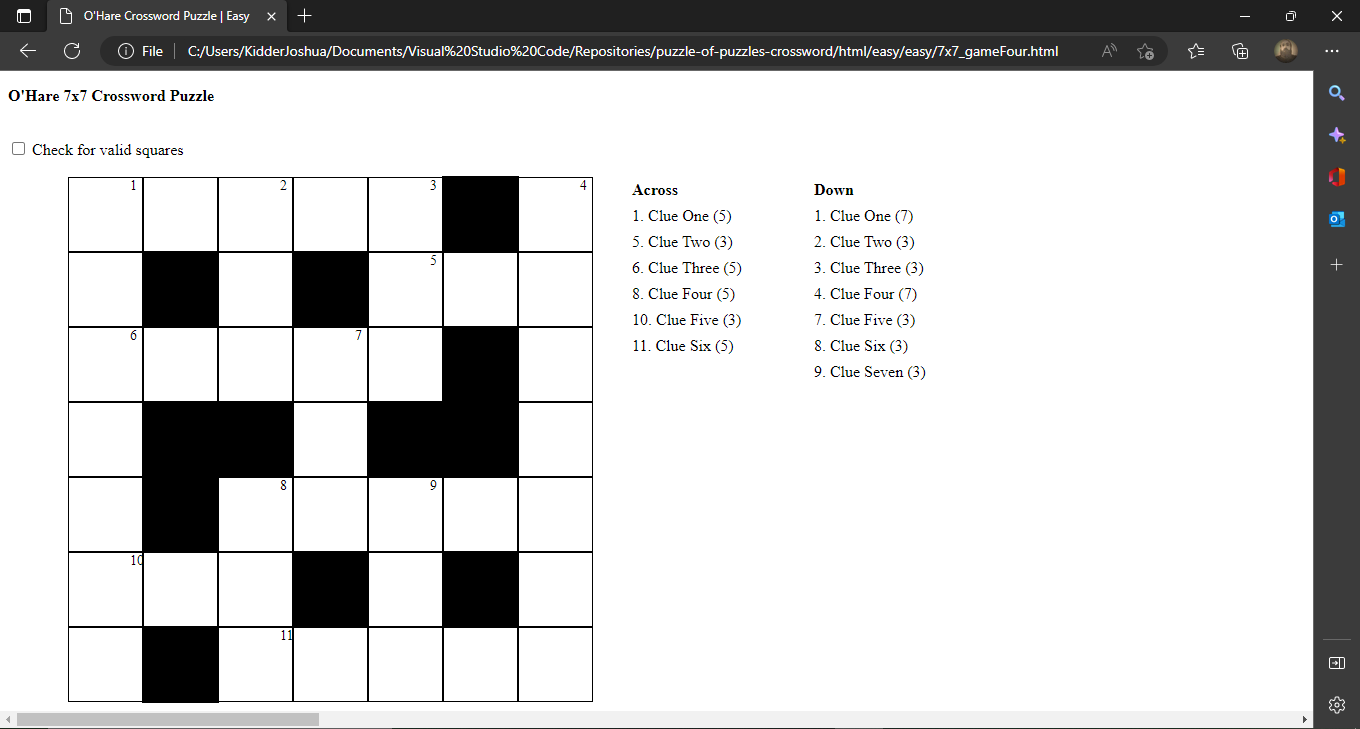 O'Hare Crossword Puzzle | Easy
File
C:/Users/KidderJoshua/Documents/Visual%20Studio%20Code/Repositories/puzzle-of-puzzles-crossword/html/easy/easy/7x7_gameFour.html
O'Hare 7x7 Crossword Puzzle
Check for valid squares
1 2 3 4
5
6 7
8 9
10
11
Across
1. Clue One (5)
5. Clue Two (3)
6. Clue Three (5)
8. Clue Four (5)
10. Clue Five (3)
11. Clue Six (5)
Down
1. Clue One (7)
2. Clue Two (3)
3. Clue Three (3)
4. Clue Four (7)
7. Clue Five (3)
8. Clue Six (3)
9. Clue Seven (3)